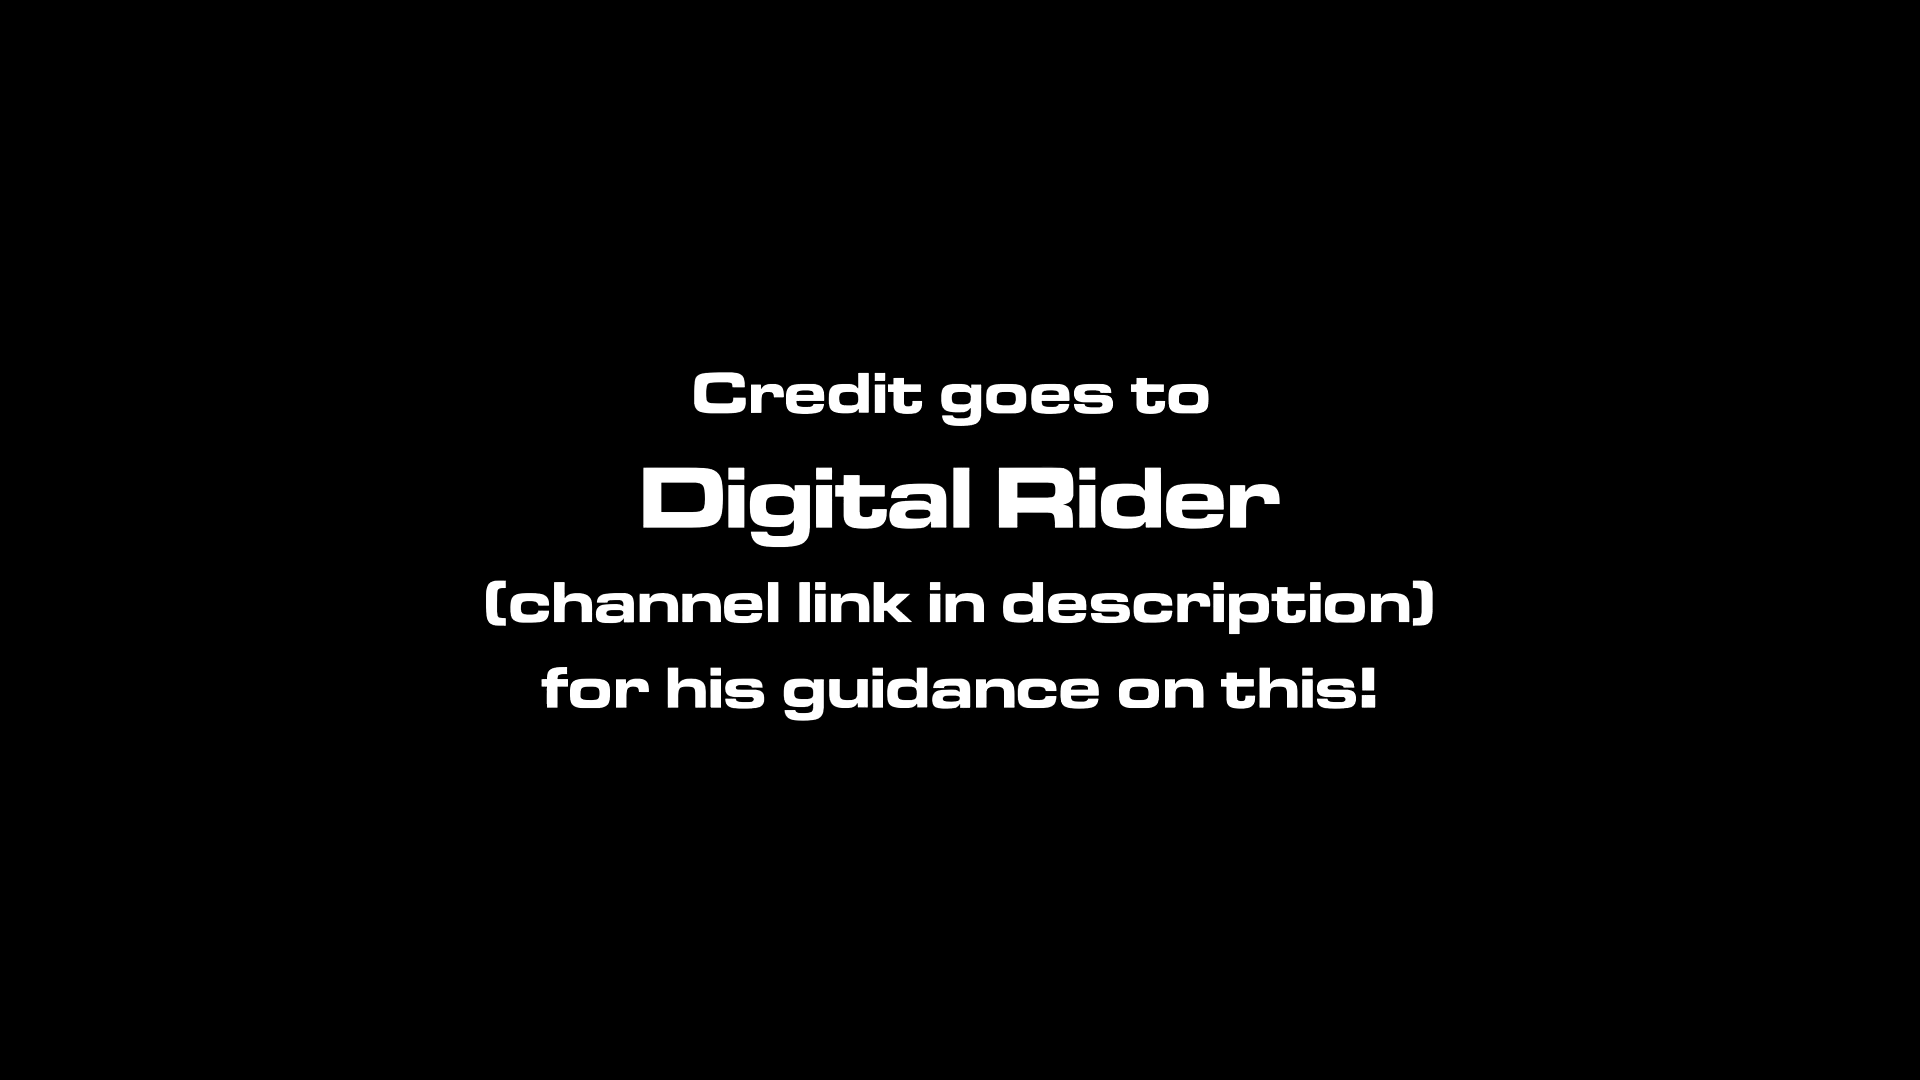 Credit goes to
Digital Rider
(channel link in description)
for his guidance on this!